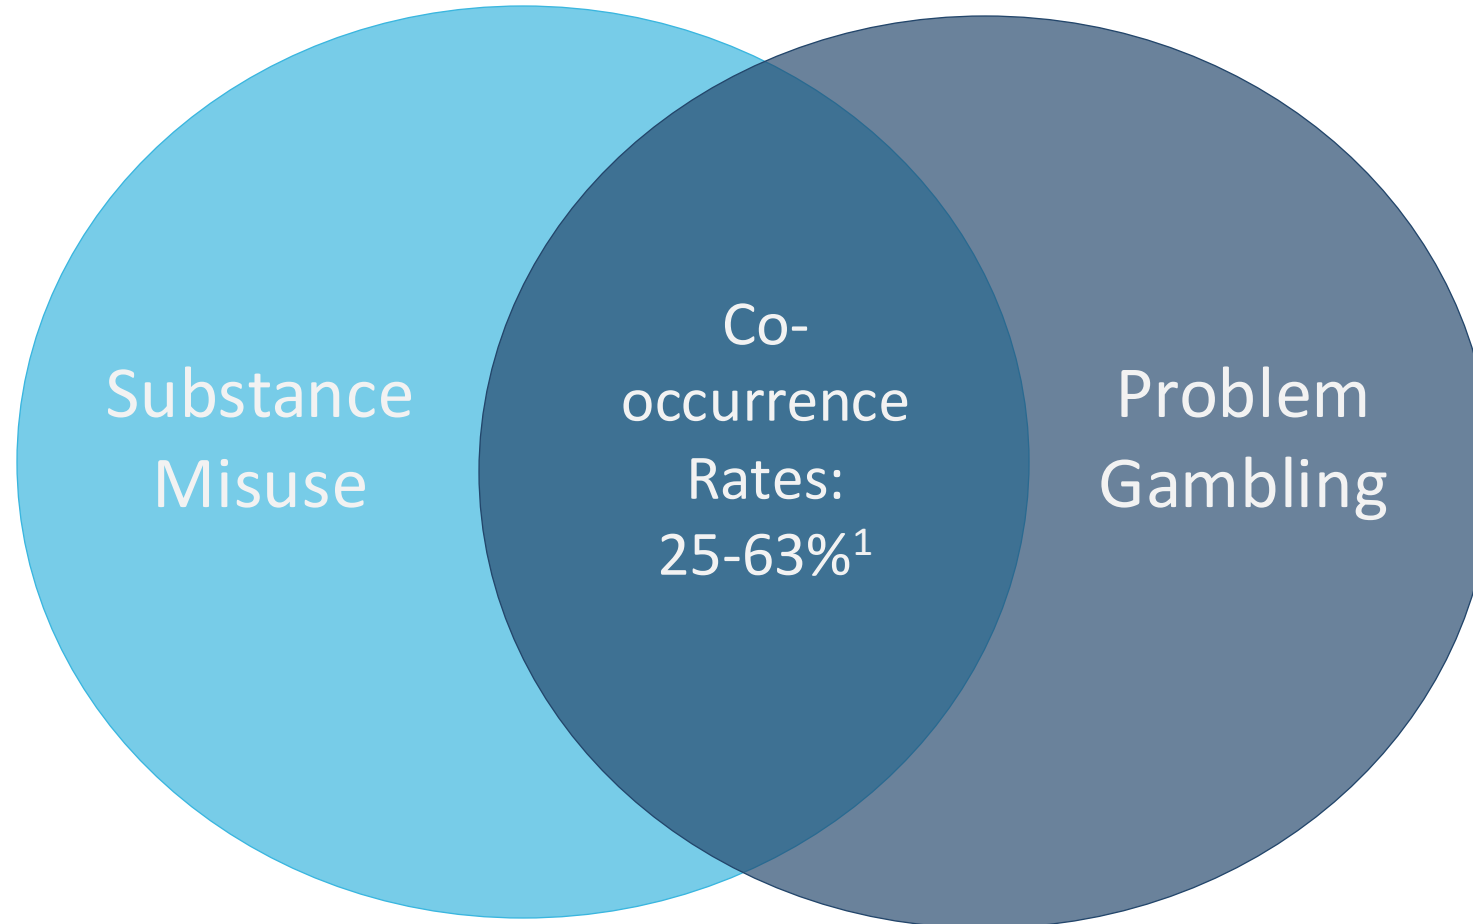 Substance
Misuse
Co-
occurrence
Rates:
25-63%¹
Problem
Gambling